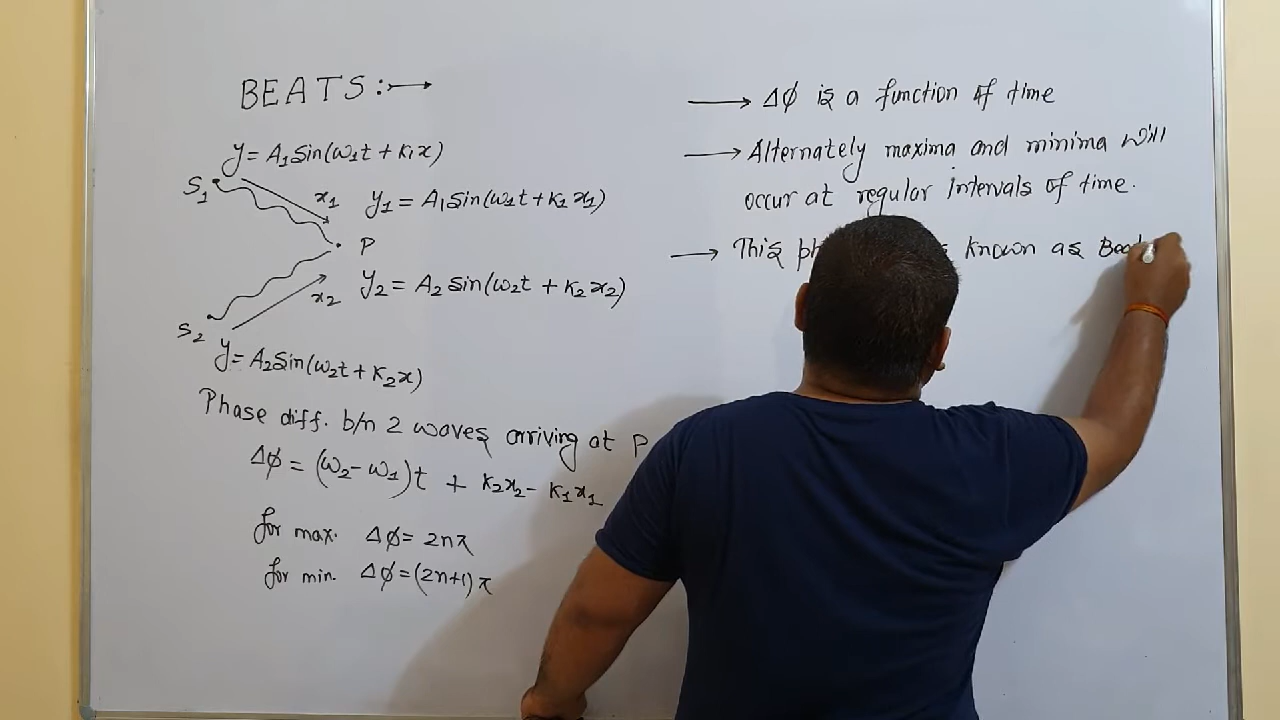 BEATS :→
y = A₁ sin(ω₁t + k₁x)
S₁
x₁
y₁ = A₁ sin(ω₁t + k₁x₁)
P
y₂ = A₂ sin(ω₂t + k₂x₂)
x₂
S₂
y = A₂ sin(ω₂t + k₂x)
Phase diff. b/n 2 waves arriving at P
Δφ = (ω₂ - ω₁)t + k₂x₂ - k₁x₁
for max. Δφ = 2nπ
for min. Δφ = (2n+1)π
→ Δφ is a function of time
→ Alternately maxima and minima will
occur at regular intervals of time.
→ This known as